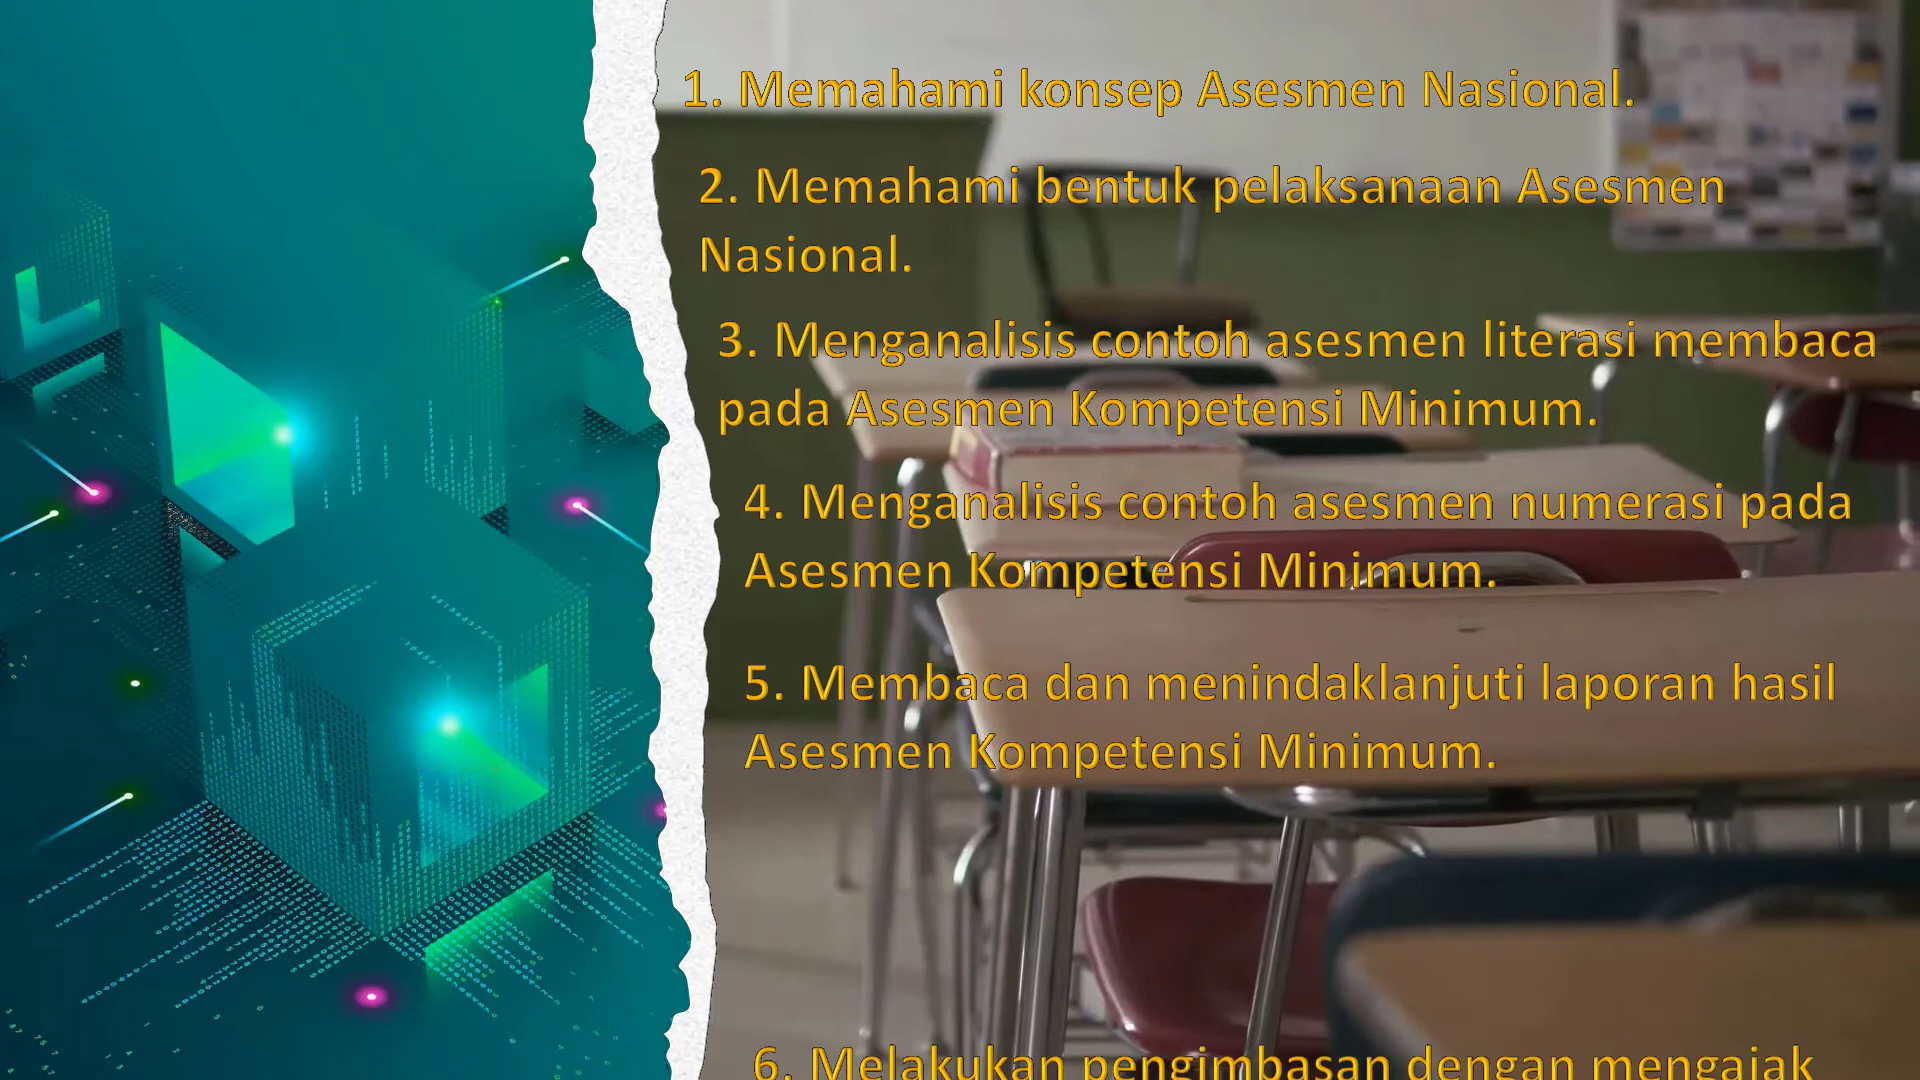 1. Memahami konsep Asesmen Nasional.
2. Memahami bentuk pelaksanaan Asesmen
Nasional.
3. Menganalisis contoh asesmen literasi membaca
pada Asesmen Kompetensi Minimum.
4. Menganalisis contoh asesmen numerasi pada
Asesmen Kompetensi Minimum.
5. Membaca dan menindaklanjuti laporan hasil
Asesmen Kompetensi Minimum.
6. Melakukan pengimbasan dengan mengajak